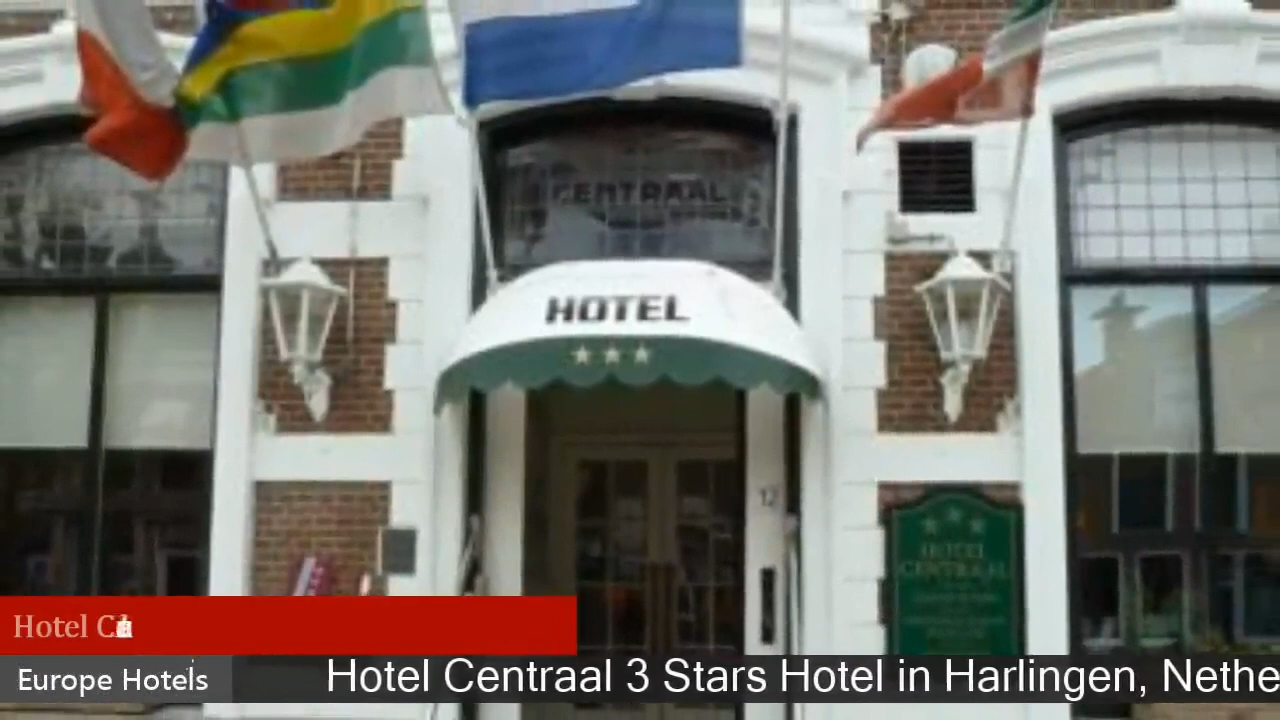 CENTRAAL
HOTEL
12
HOTEL
CENTRAAL
Hotel C
Europe Hotels
Hotel Centraal 3 Stars Hotel in Harlingen, Nethe